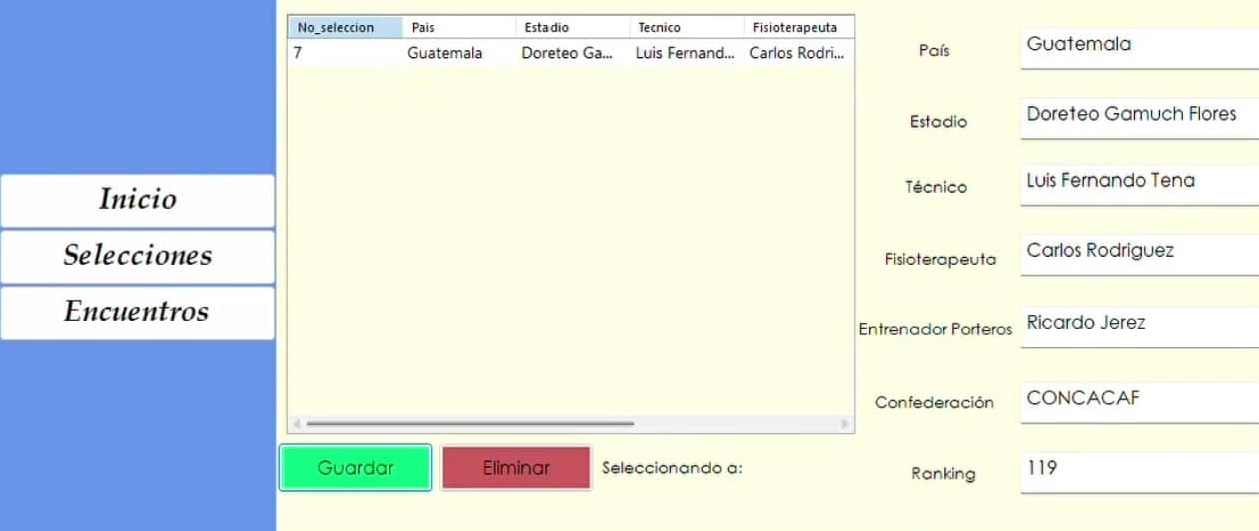 Inicio
Selecciones
Encuentros
No_seleccion Pais Estadio Tecnico Fisioterapeuta
7 Guatemala Doreteo Ga... Luis Fernand... Carlos Rodri...
Guardar Eliminar Seleccionando a:
País Guatemala
Estadio Doreteo Gamuch Flores
Técnico Luis Fernando Tena
Fisioterapeuta Carlos Rodriguez
Entrenador Porteros Ricardo Jerez
Confederación CONCACAF
Ranking 119